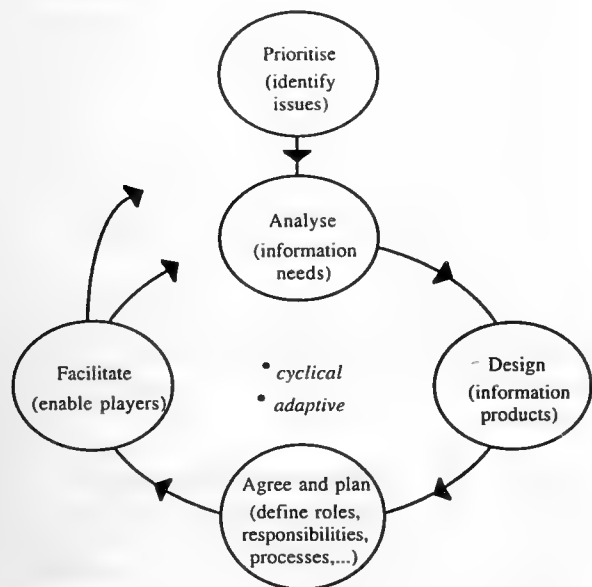 Prioritise
(identify
issues)
Analyse
(information
needs)
Design
(information
products)
Agree and plan
(define roles,
responsibilities,
processes,...)
Facilitate
(enable players)
• cyclical
• adaptive